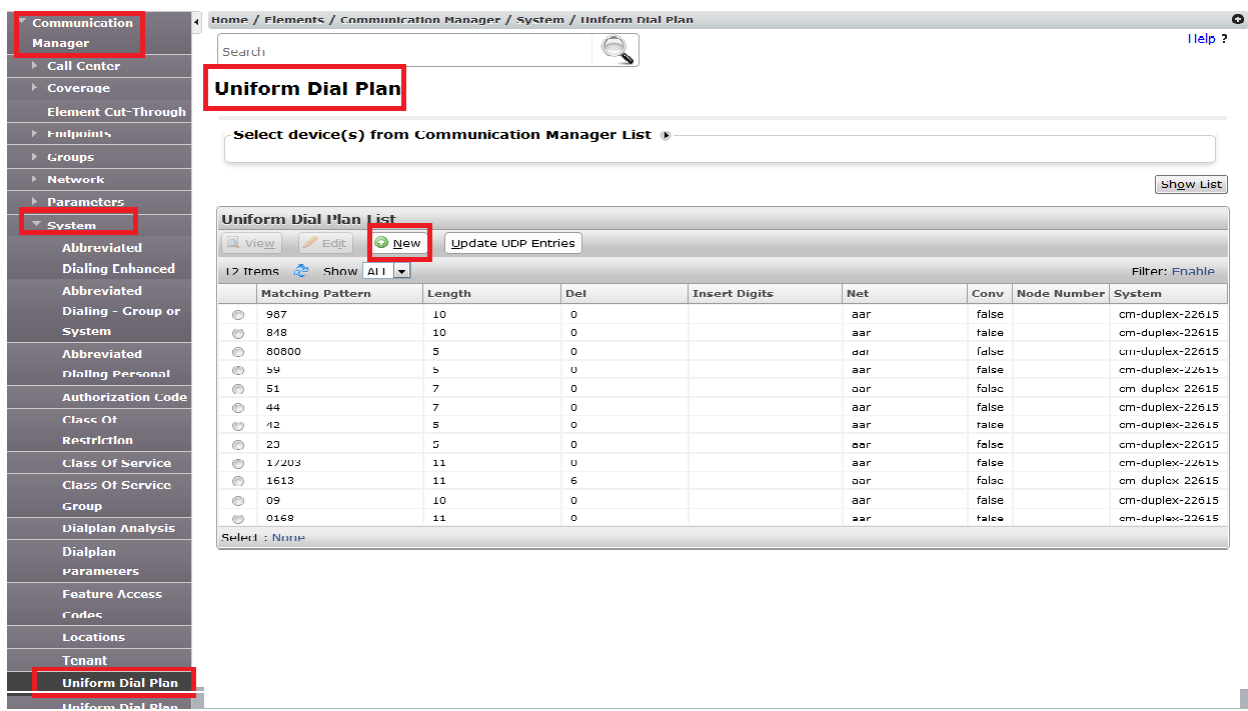 Communication
Manager
Call Center
Coverage
Element Cut-Through
Endpoints
Groups
Network
Parameters
System
Abbreviated
Dialing Enhanced
Abbreviated
Dialing - Group or
System
Abbreviated
Dialing Personal
Authorization Code
Class Of
Restriction
Class Of Service
Class Of Service
Group
Dialplan Analysis
Dialplan
Parameters
Feature Access
Codes
Locations
Tenant
Uniform Dial Plan
Uniform Dial Plan
Home / Elements / Communication Manager / System / Uniform Dial Plan
Help ?
Search
Uniform Dial Plan
Select device(s) from Communication Manager List
Show List
Uniform Dial Plan List
View Edit New Update UDP Entries
12 Items Show ALL Filter: Enable
Matching Pattern Length Del Insert Digits Net Conv Node Number System
987 10 0 aar false cm-duplex-22615
848 10 0 aar false cm-duplex-22615
80800 5 0 aar false cm-duplex-22615
59 5 0 aar false cm-duplex-22615
51 7 0 aar false cm-duplex-22615
44 7 0 aar false cm-duplex-22615
42 5 0 aar false cm-duplex-22615
23 5 0 aar false cm-duplex-22615
17203 11 0 aar false cm-duplex-22615
1613 11 6 aar false cm-duplex-22615
09 10 0 aar false cm-duplex-22615
0168 11 0 aar false cm-duplex-22615
Select : None